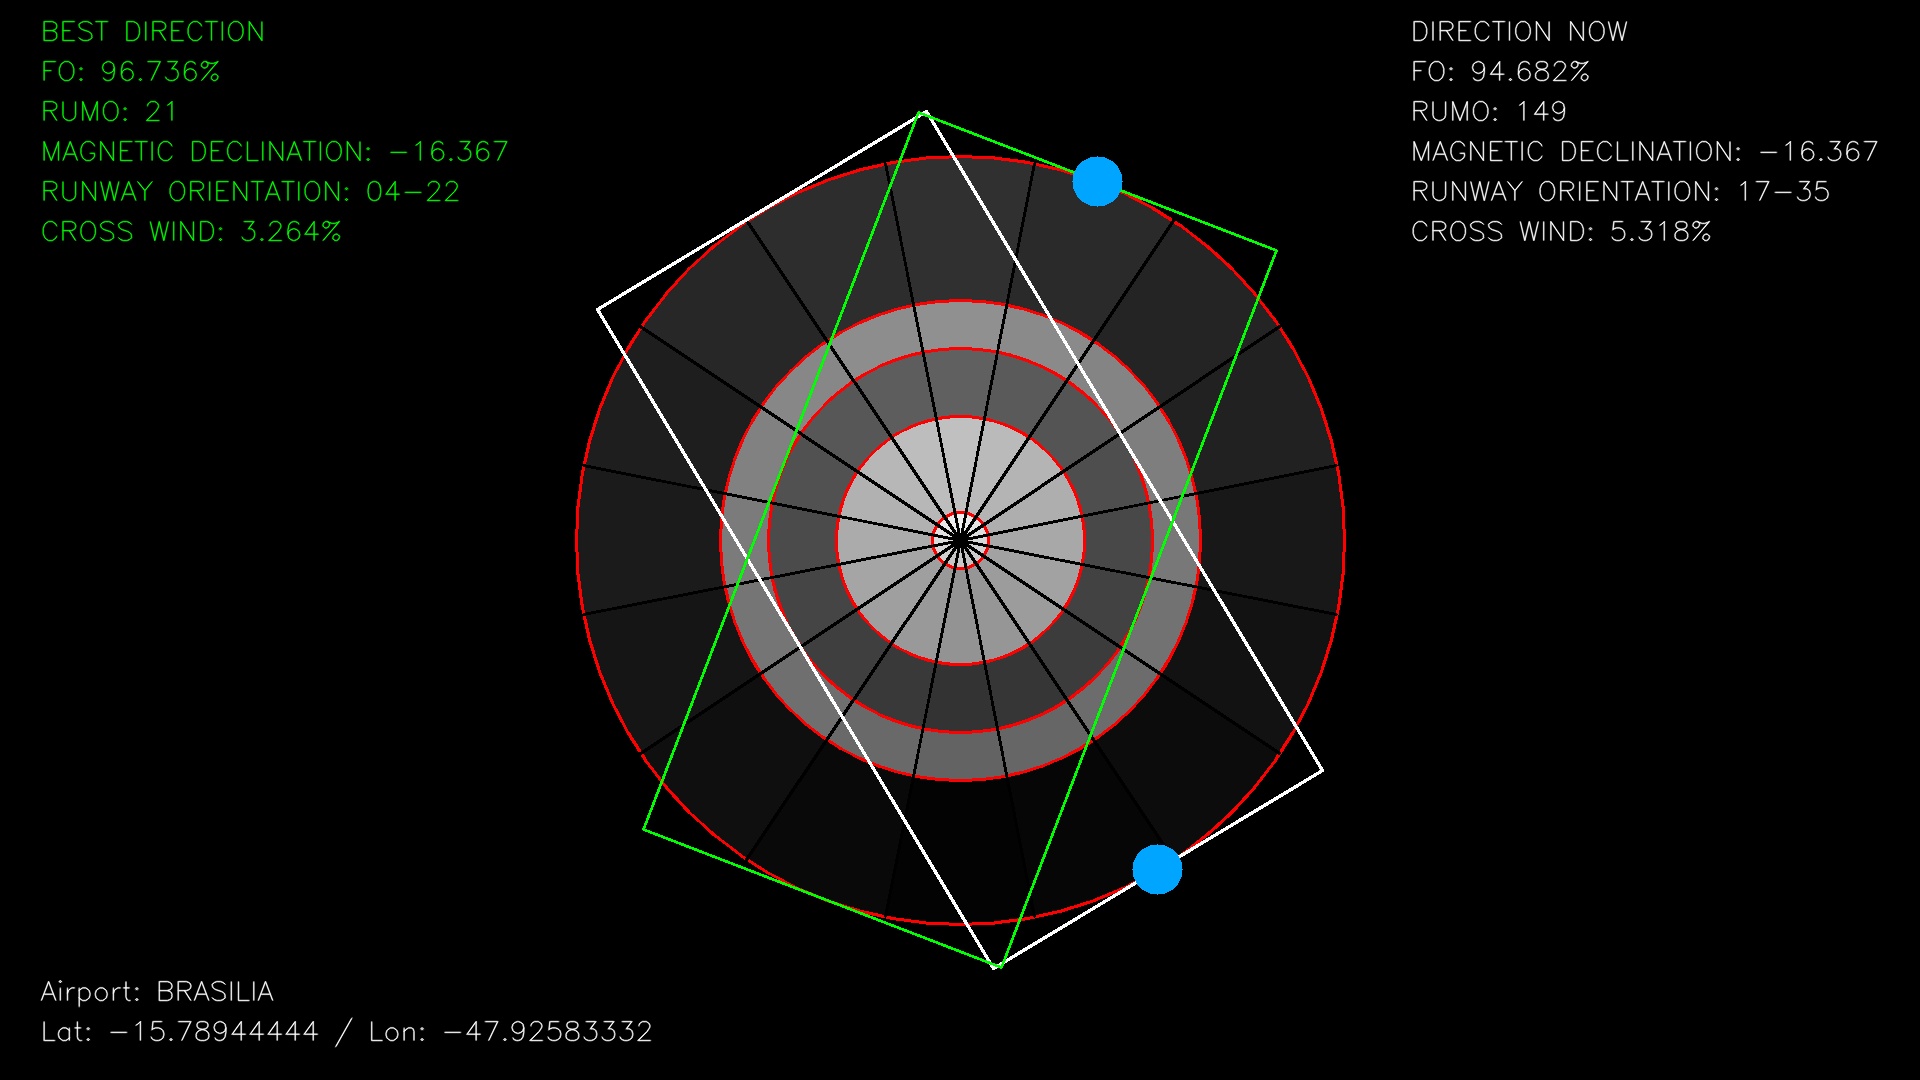 BEST DIRECTION
FO: 96.736%
RUMO: 21
MAGNETIC DECLINATION: -16.367
RUNWAY ORIENTATION: 04-22
CROSS WIND: 3.264%
DIRECTION NOW
FO: 94.682%
RUMO: 149
MAGNETIC DECLINATION: -16.367
RUNWAY ORIENTATION: 17-35
CROSS WIND: 5.318%
Airport: BRASILIA
Lat: -15.78944444 / Lon: -47.92583332